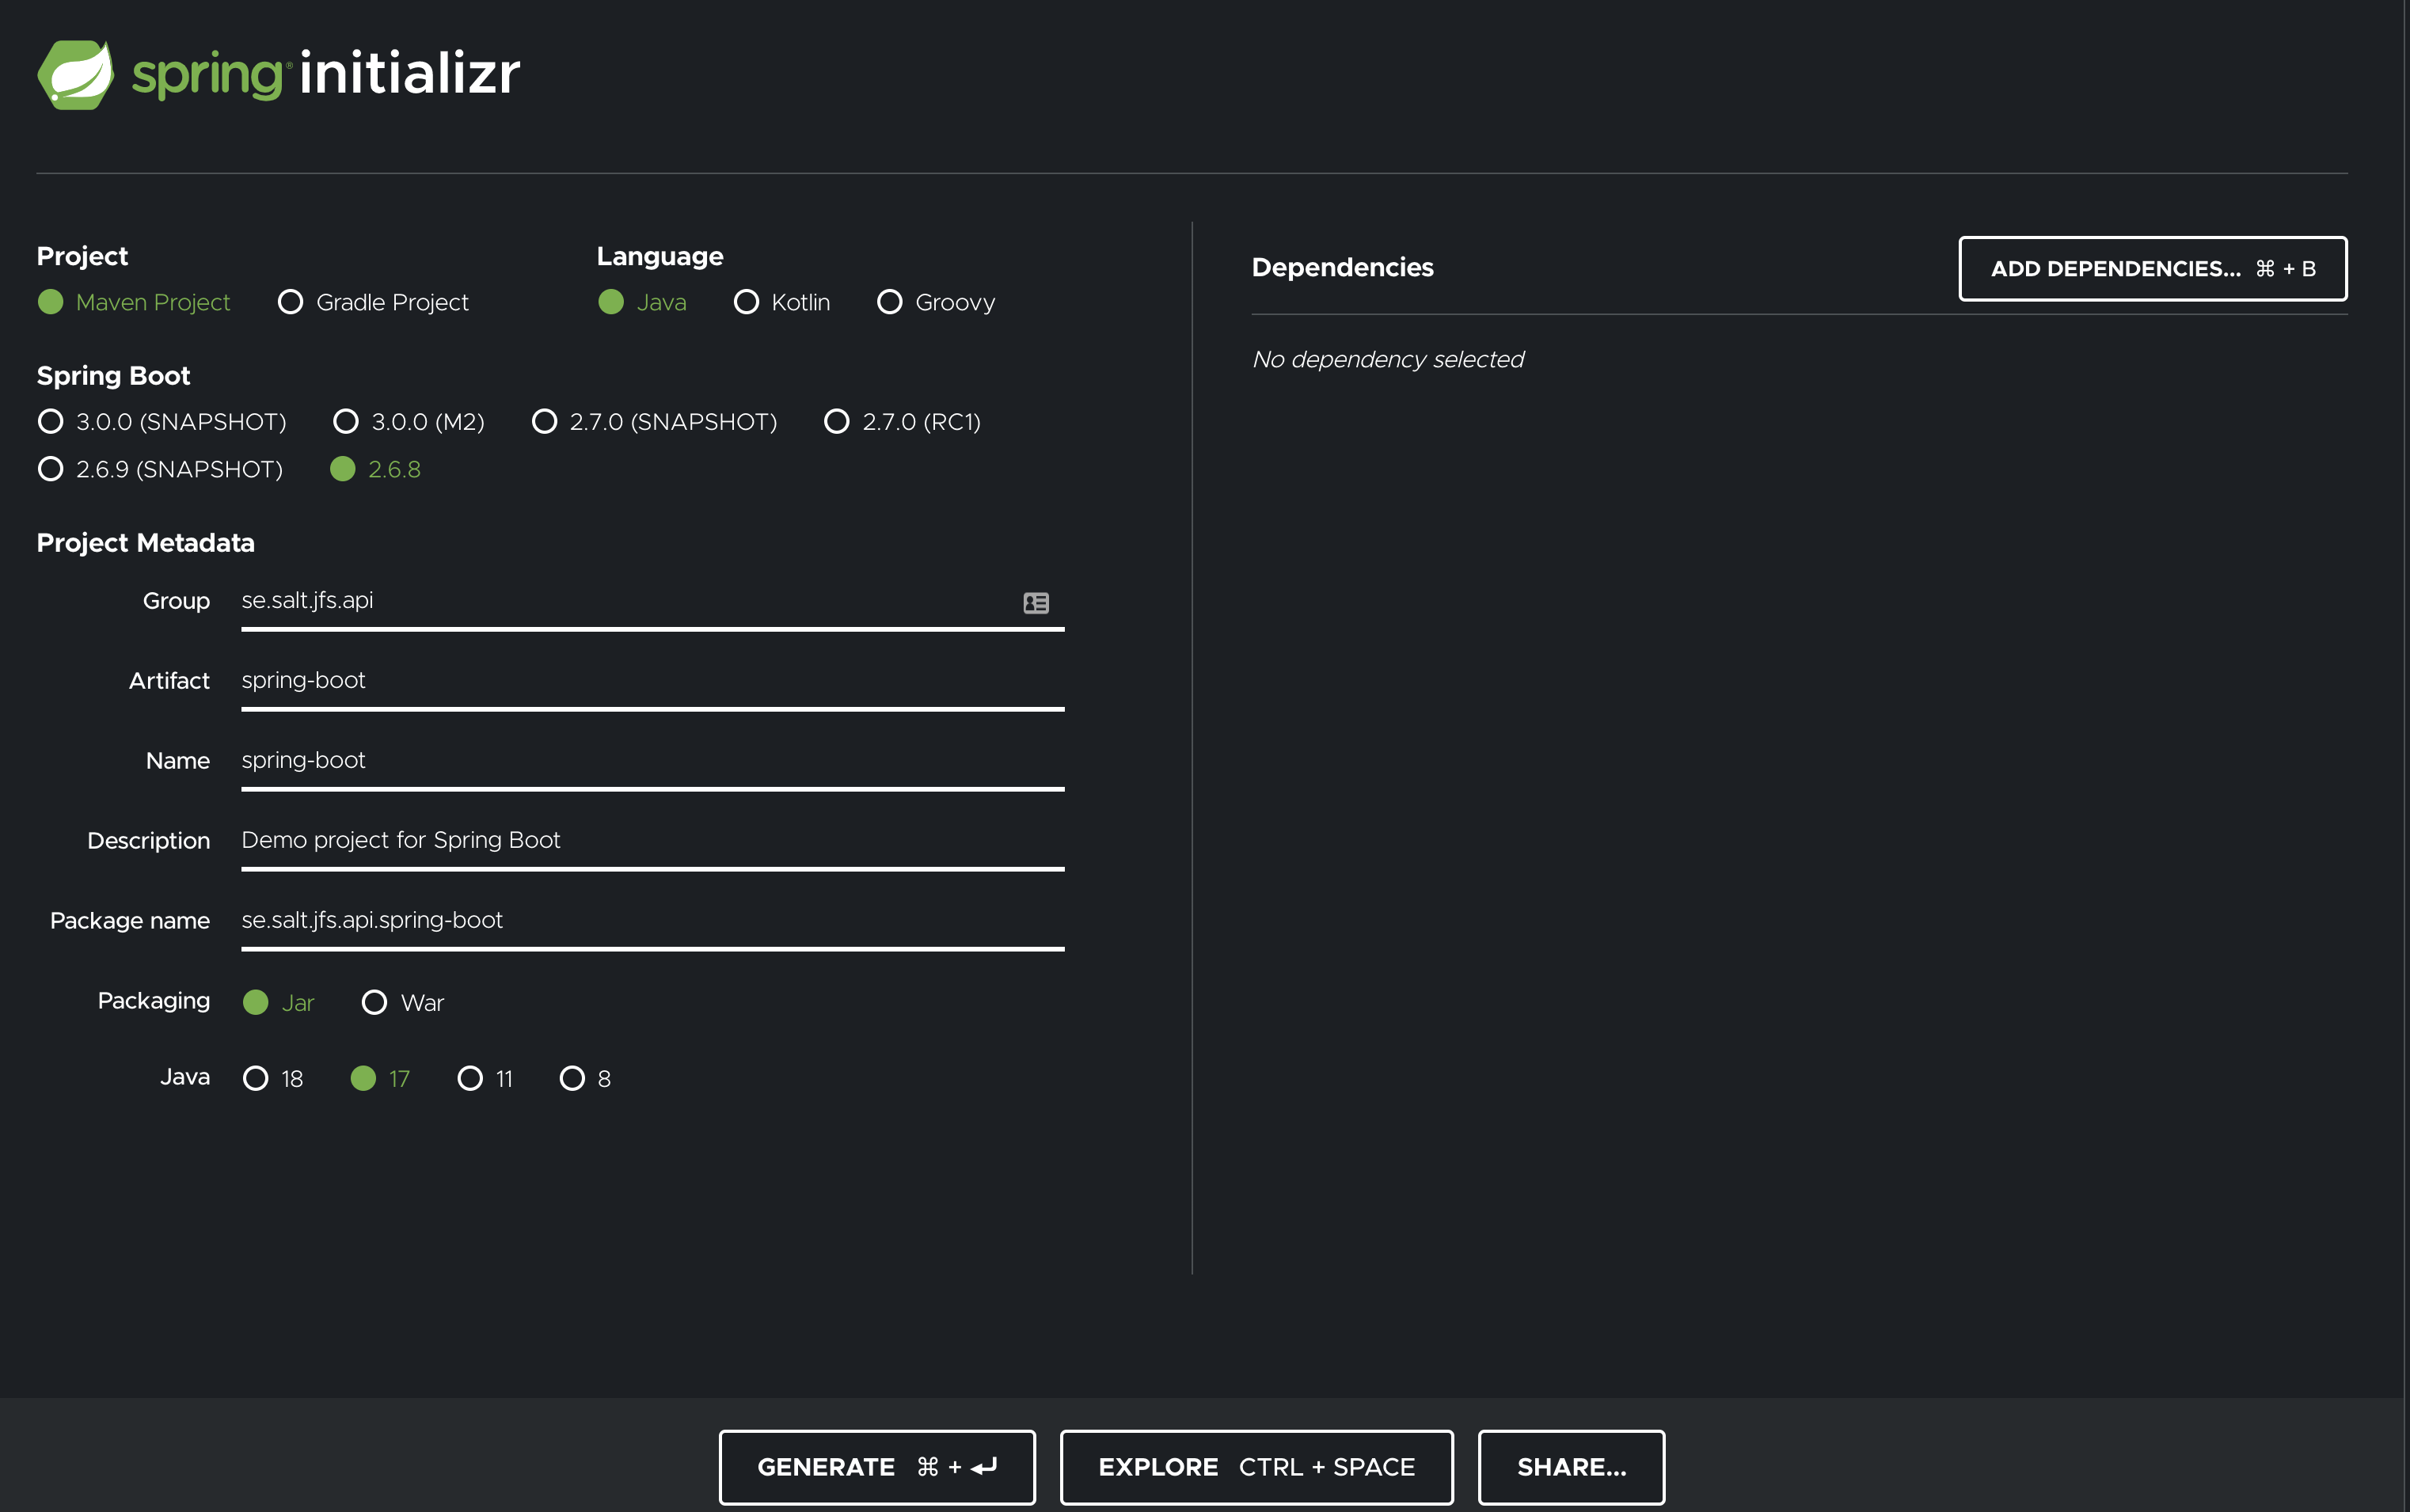 spring® initializr
Project
Maven Project Gradle Project
Language
Java Kotlin Groovy
Spring Boot
3.0.0 (SNAPSHOT) 3.0.0 (M2) 2.7.0 (SNAPSHOT) 2.7.0 (RC1)
2.6.9 (SNAPSHOT) 2.6.8
Project Metadata
Group se.salt.jfs.api
Artifact spring-boot
Name spring-boot
Description Demo project for Spring Boot
Package name se.salt.jfs.api.spring-boot
Packaging Jar War
Java 18 17 11 8
Dependencies ADD DEPENDENCIES... ⌘ + B
No dependency selected
GENERATE ⌘ + ⏎ EXPLORE CTRL + SPACE SHARE...